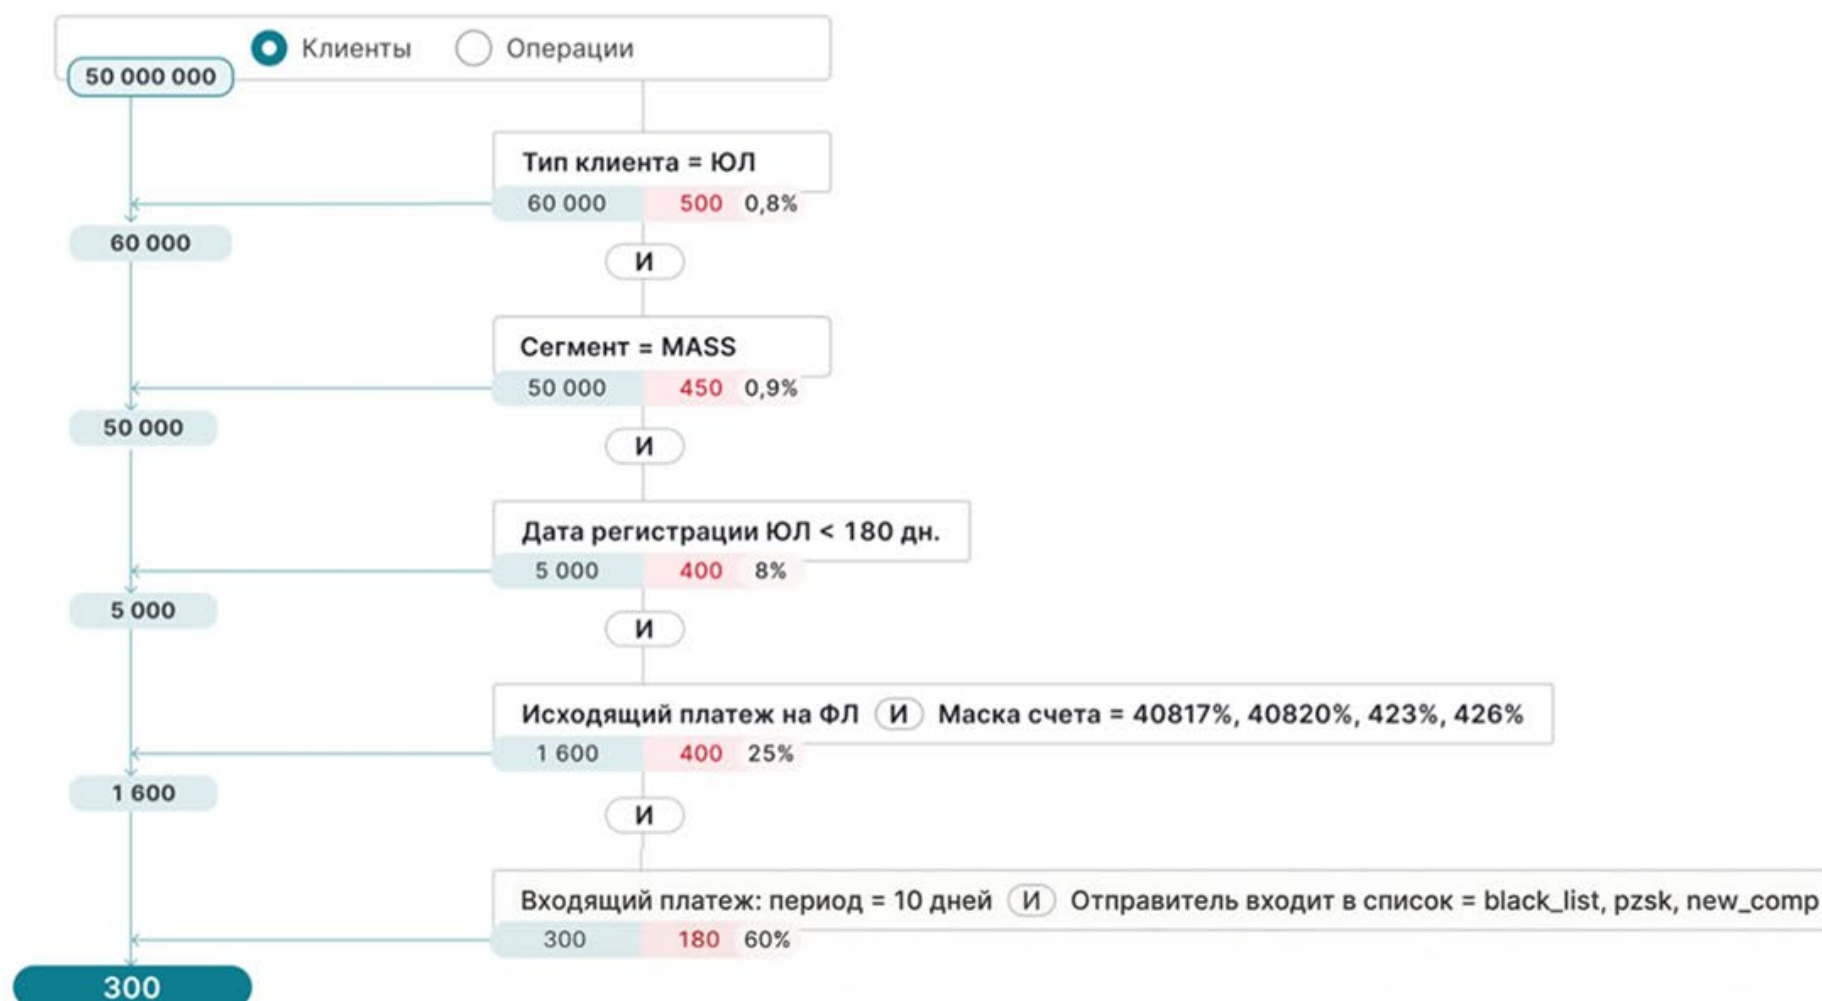 Клиенты Операции
50 000 000
Тип клиента = ЮЛ
60 000 500 0,8%
60 000
И
Сегмент = MASS
50 000 450 0,9%
50 000
И
Дата регистрации ЮЛ < 180 дн.
5 000 400 8%
5 000
И
Исходящий платеж на ФЛ И Маска счета = 40817%, 40820%, 423%, 426%
1 600 400 25%
1 600
И
Входящий платеж: период = 10 дней И Отправитель входит в список = black_list, pzsk, new_comp
300 180 60%
300